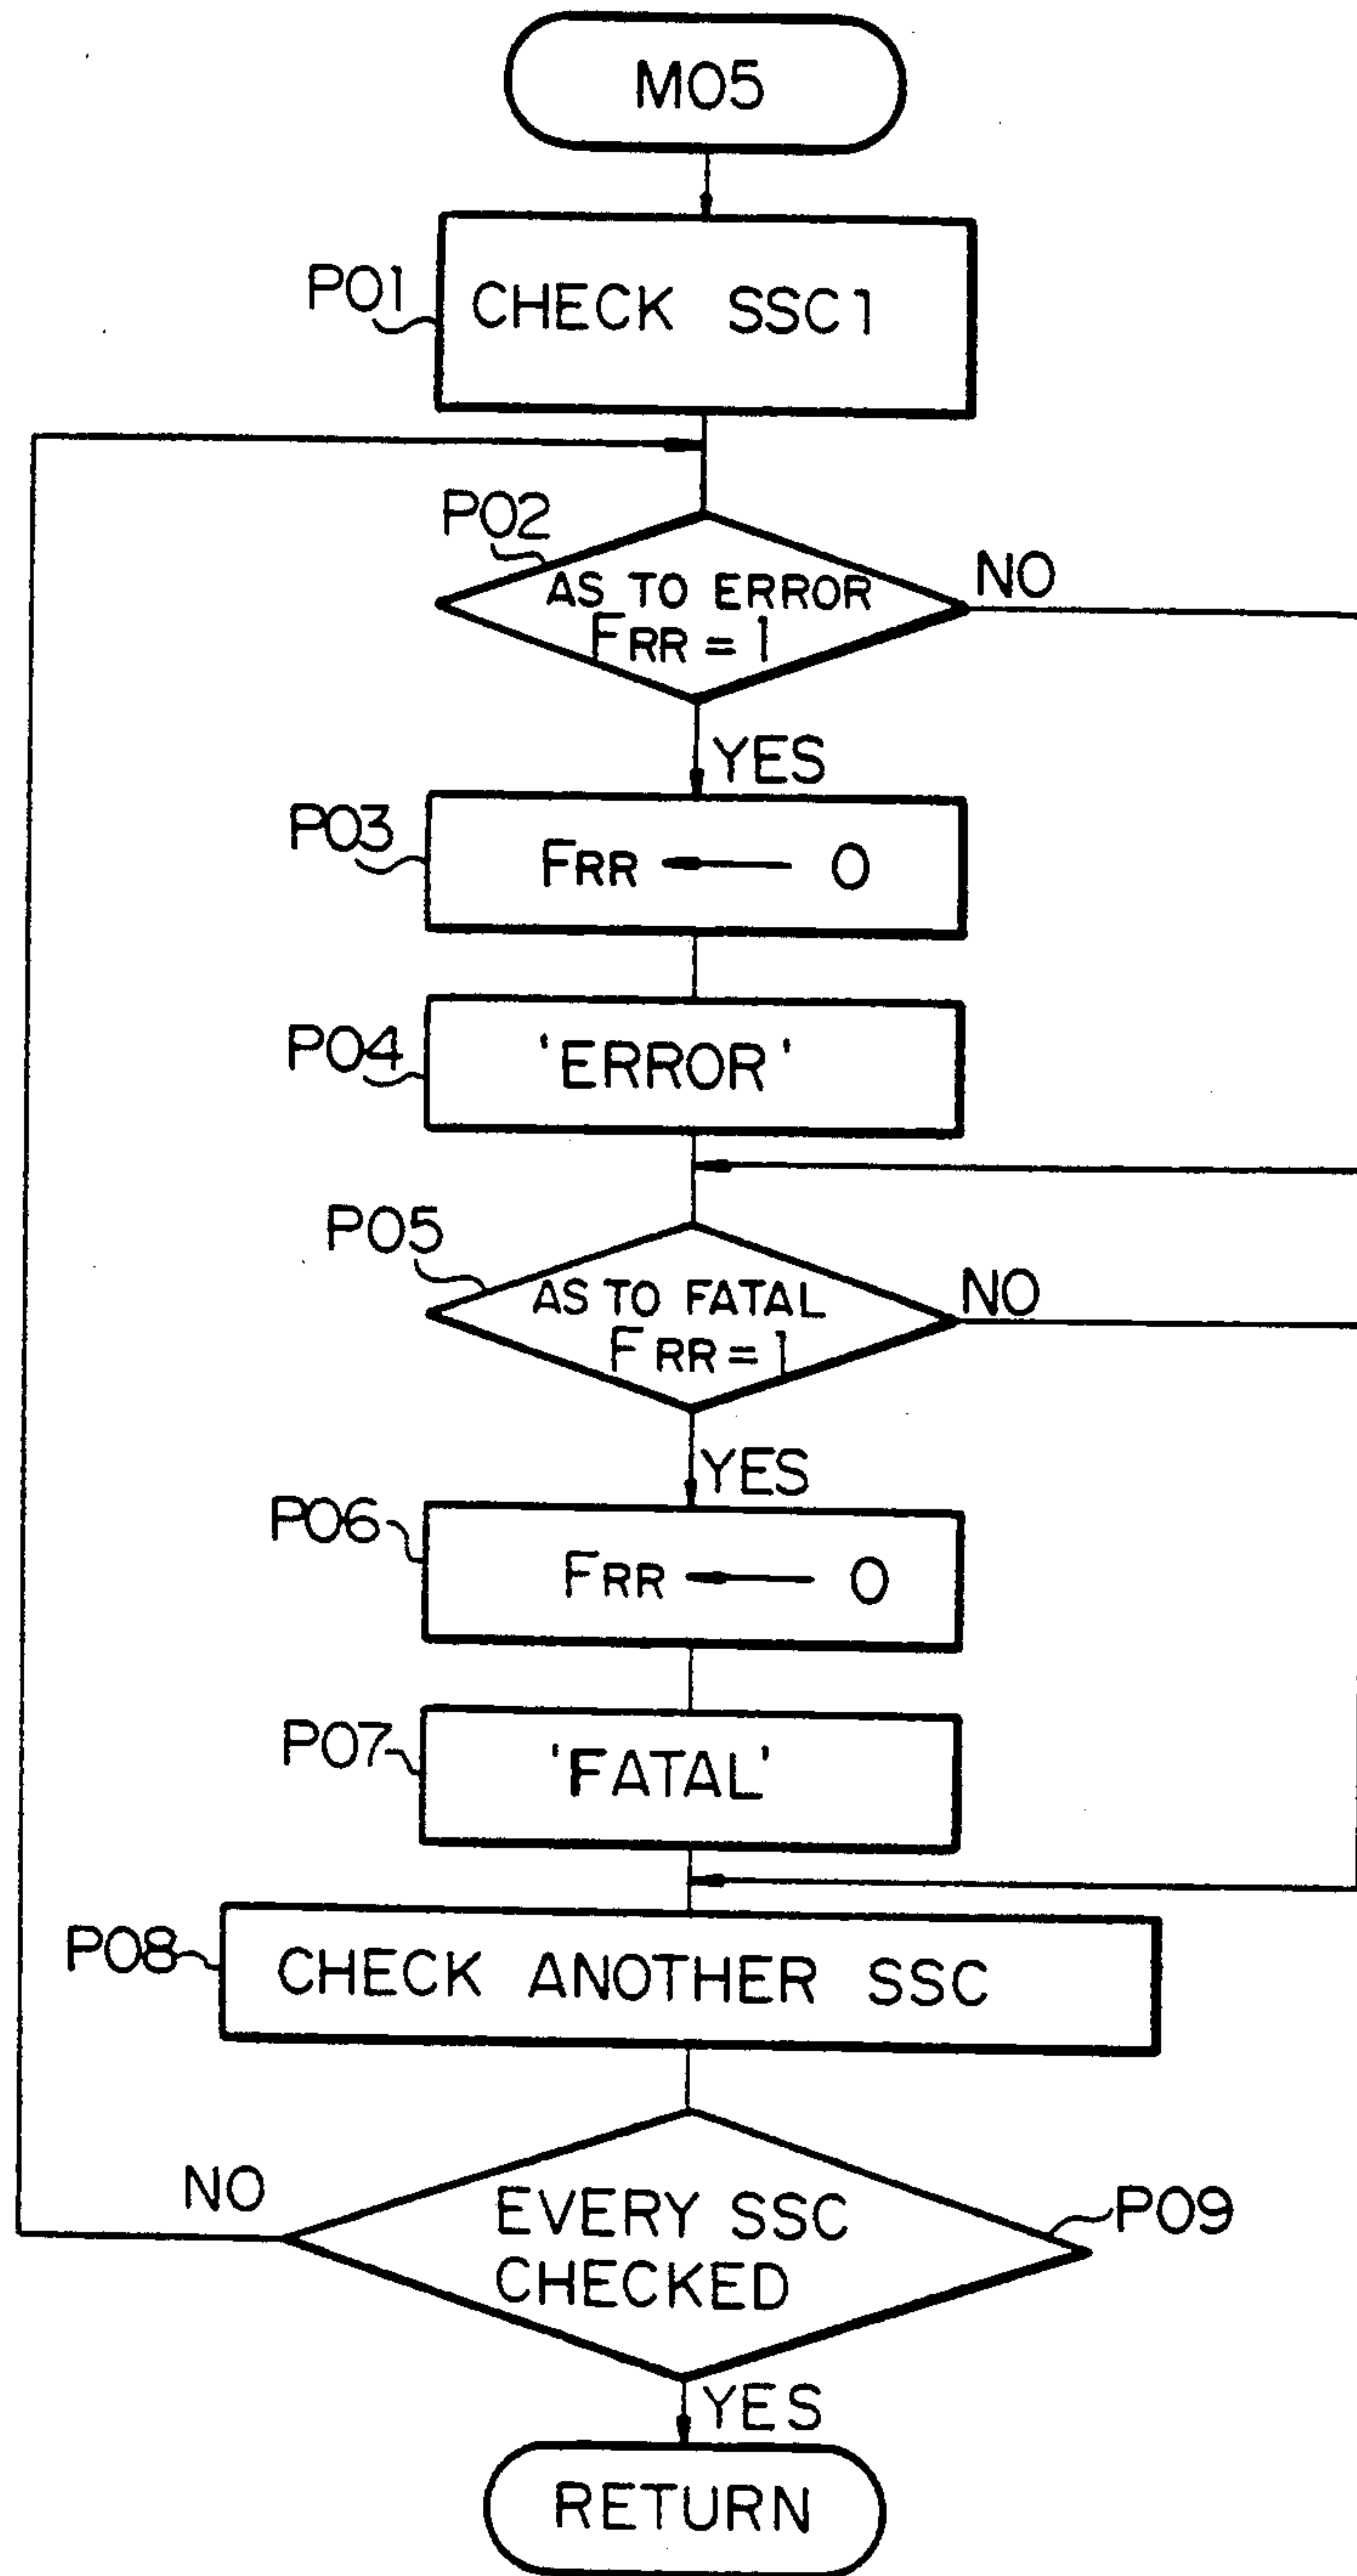 M05
P01
CHECK SSC1
P02
AS TO ERROR
FRR = 1
NO
YES
P03
FRR ← 0
P04
'ERROR'
P05
AS TO FATAL
FRR = 1
NO
YES
P06
FRR ← 0
P07
'FATAL'
P08
CHECK ANOTHER SSC
NO
EVERY SSC
CHECKED
P09
YES
RETURN